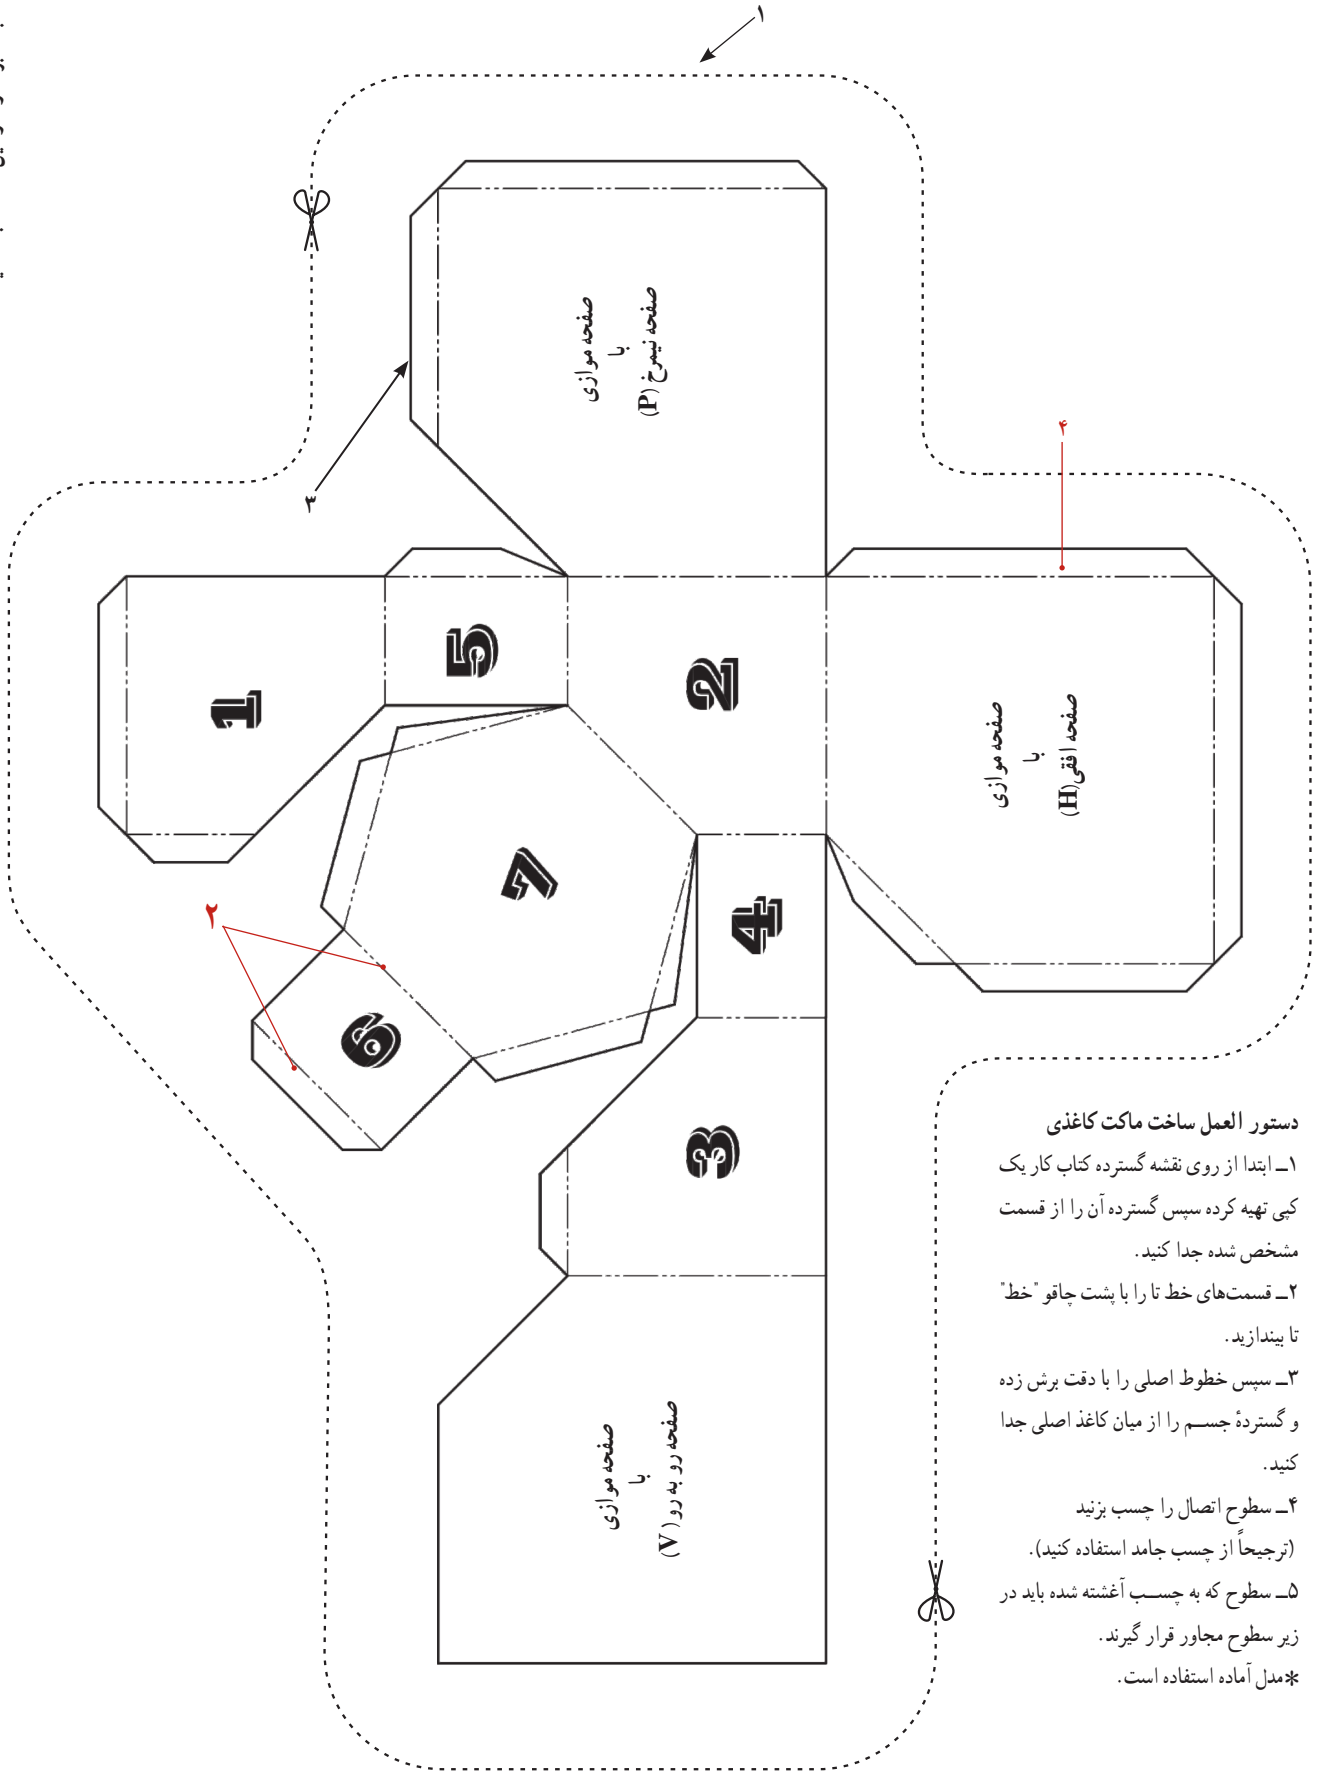 ۱
صفحه موازی
با
صفحه نیمرخ (P)
۴
۳
5
1
2
صفحه موازی
با
صفحه افقی (H)
7
4
۲
6
3
صفحه موازی
با
صفحه رو به رو (V)
دستور العمل ساخت ماکت کاغذی
۱ــ ابتدا از روی نقشه گسترده کتاب کار یک
کپی تهیه کرده سپس گسترده آن را از قسمت
مشخص شده جدا کنید.
۲ــ قسمت‌های خط تا را با پشت چاقو "خط"
تا بیندازید.
۳ــ سپس خطوط اصلی را با دقت برش زده
و گستردۀ جسـم را از میان کاغذ اصلی جدا
کنید.
۴ــ سطوح اتصال را چسب بزنید
(ترجیحاً از چسب جامد استفاده کنید).
۵ــ سطوح که به چسـب آغشته شده باید در
زیر سطوح مجاور قرار گیرند.
*مدل آماده استفاده است.